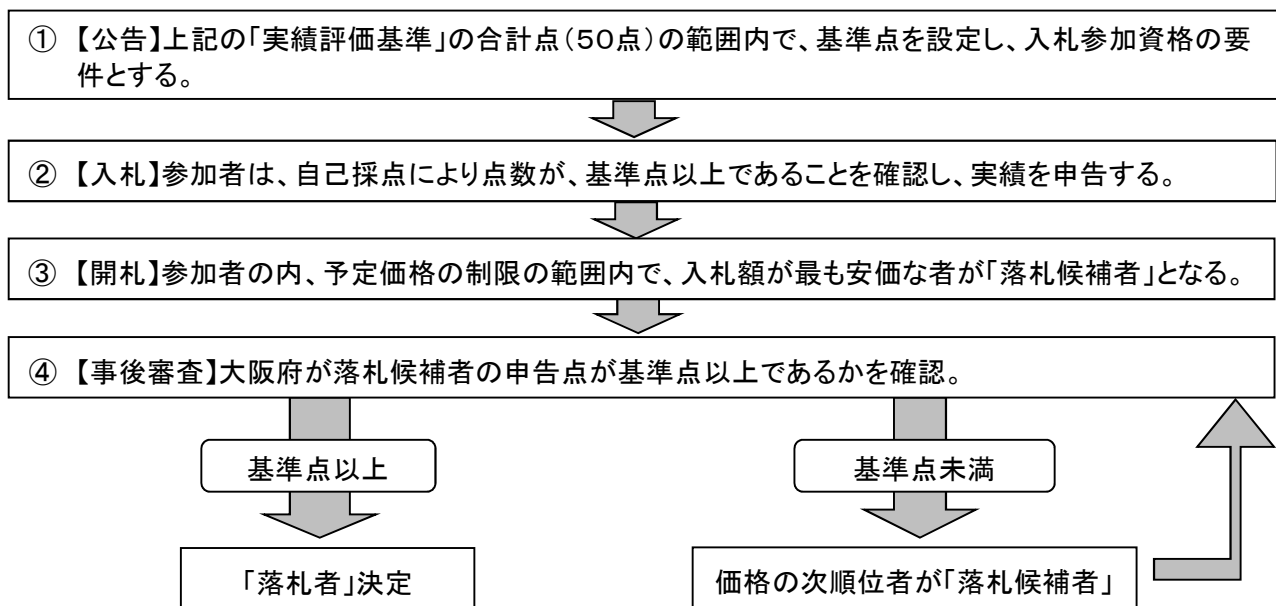 ① 【公告】上記の「実績評価基準」の合計点(50点)の範囲内で、基準点を設定し、入札参加資格の要
件とする。
② 【入札】参加者は、自己採点により点数が、基準点以上であることを確認し、実績を申告する。
③ 【開札】参加者の内、予定価格の制限の範囲内で、入札額が最も安価な者が「落札候補者」となる。
④ 【事後審査】大阪府が落札候補者の申告点が基準点以上であるかを確認。
基準点以上
基準点未満
「落札者」決定
価格の次順位者が「落札候補者」